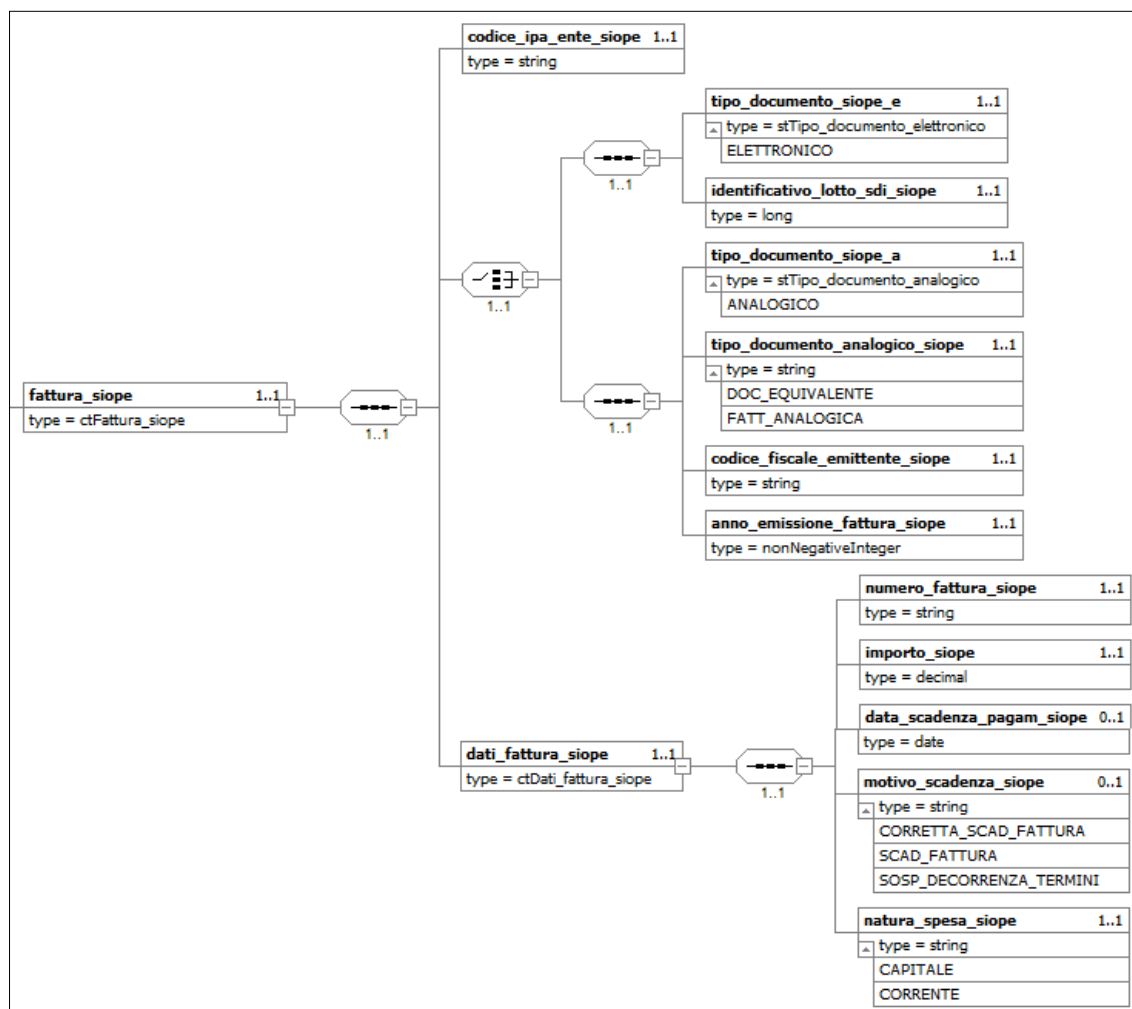 codice_ipa_ente_siope 1..1
type = string
tipo_documento_siope_e 1..1
type = stTipo_documento_elettronico
ELETTRONICO
1..1
identificativo_lotto_sdi_siope 1..1
type = long
tipo_documento_siope_a 1..1
type = stTipo_documento_analogico
ANALOGICO
1..1
tipo_documento_analogico_siope 1..1
type = string
DOC_EQUIVALENTE
FATT_ANALOGICA
1..1
fattura_siope 1..1
type = ctFattura_siope
1..1
codice_fiscale_emittente_siope 1..1
type = string
anno_emissione_fattura_siope 1..1
type = nonNegativeInteger
numero_fattura_siope 1..1
type = string
importo_siope 1..1
type = decimal
data_scadenza_pagam_siope 0..1
type = date
dati_fattura_siope 1..1
type = ctDati_fattura_siope
1..1
motivo_scadenza_siope 0..1
type = string
CORRETTA_SCAD_FATTURA
SCAD_FATTURA
SOSP_DECORRENZA_TERMINI
natura_spesa_siope 1..1
type = string
CAPITALE
CORRENTE